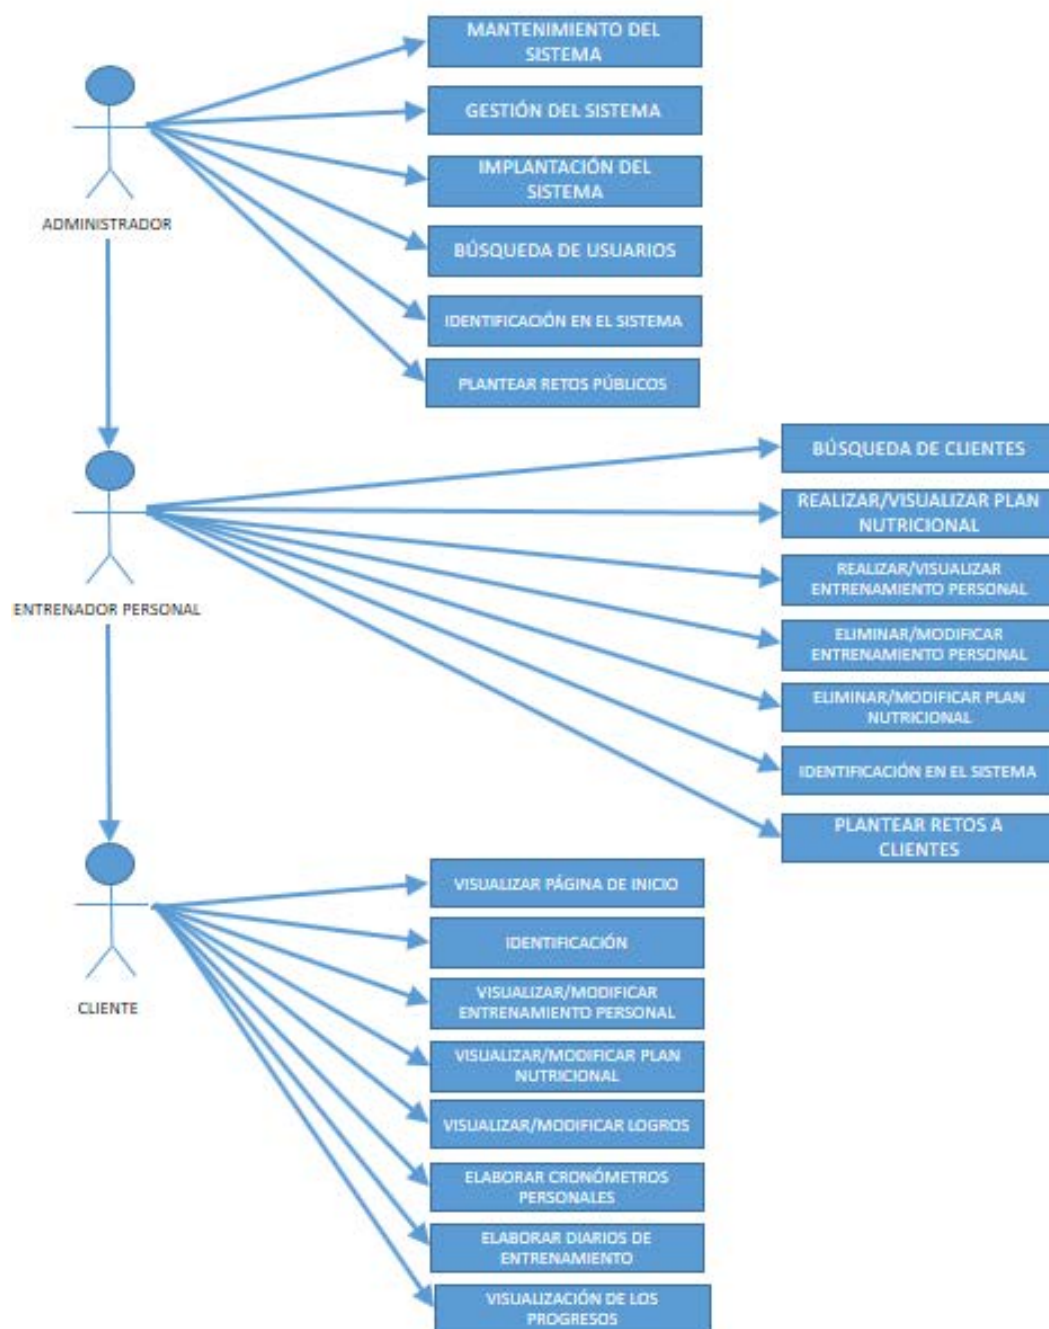 MANTENIMIENTO DEL
SISTEMA
GESTIÓN DEL SISTEMA
IMPLANTACIÓN DEL
SISTEMA
BÚSQUEDA DE USUARIOS
IDENTIFICACIÓN EN EL SISTEMA
PLANTEAR RETOS PÚBLICOS
ADMINISTRADOR
BÚSQUEDA DE CLIENTES
REALIZAR/VISUALIZAR PLAN
NUTRICIONAL
REALIZAR/VISUALIZAR
ENTRENAMIENTO PERSONAL
ELIMINAR/MODIFICAR
ENTRENAMIENTO PERSONAL
ELIMINAR/MODIFICAR PLAN
NUTRICIONAL
IDENTIFICACIÓN EN EL SISTEMA
PLANTEAR RETOS A
CLIENTES
ENTRENADOR PERSONAL
VISUALIZAR PÁGINA DE INICIO
IDENTIFICACIÓN
VISUALIZAR/MODIFICAR
ENTRENAMIENTO PERSONAL
VISUALIZAR/MODIFICAR PLAN
NUTRICIONAL
VISUALIZAR/MODIFICAR LOGROS
ELABORAR CRONÓMETROS
PERSONALES
ELABORAR DIARIOS DE
ENTRENAMIENTO
VISUALIZACIÓN DE LOS
PROGRESOS
CLIENTE